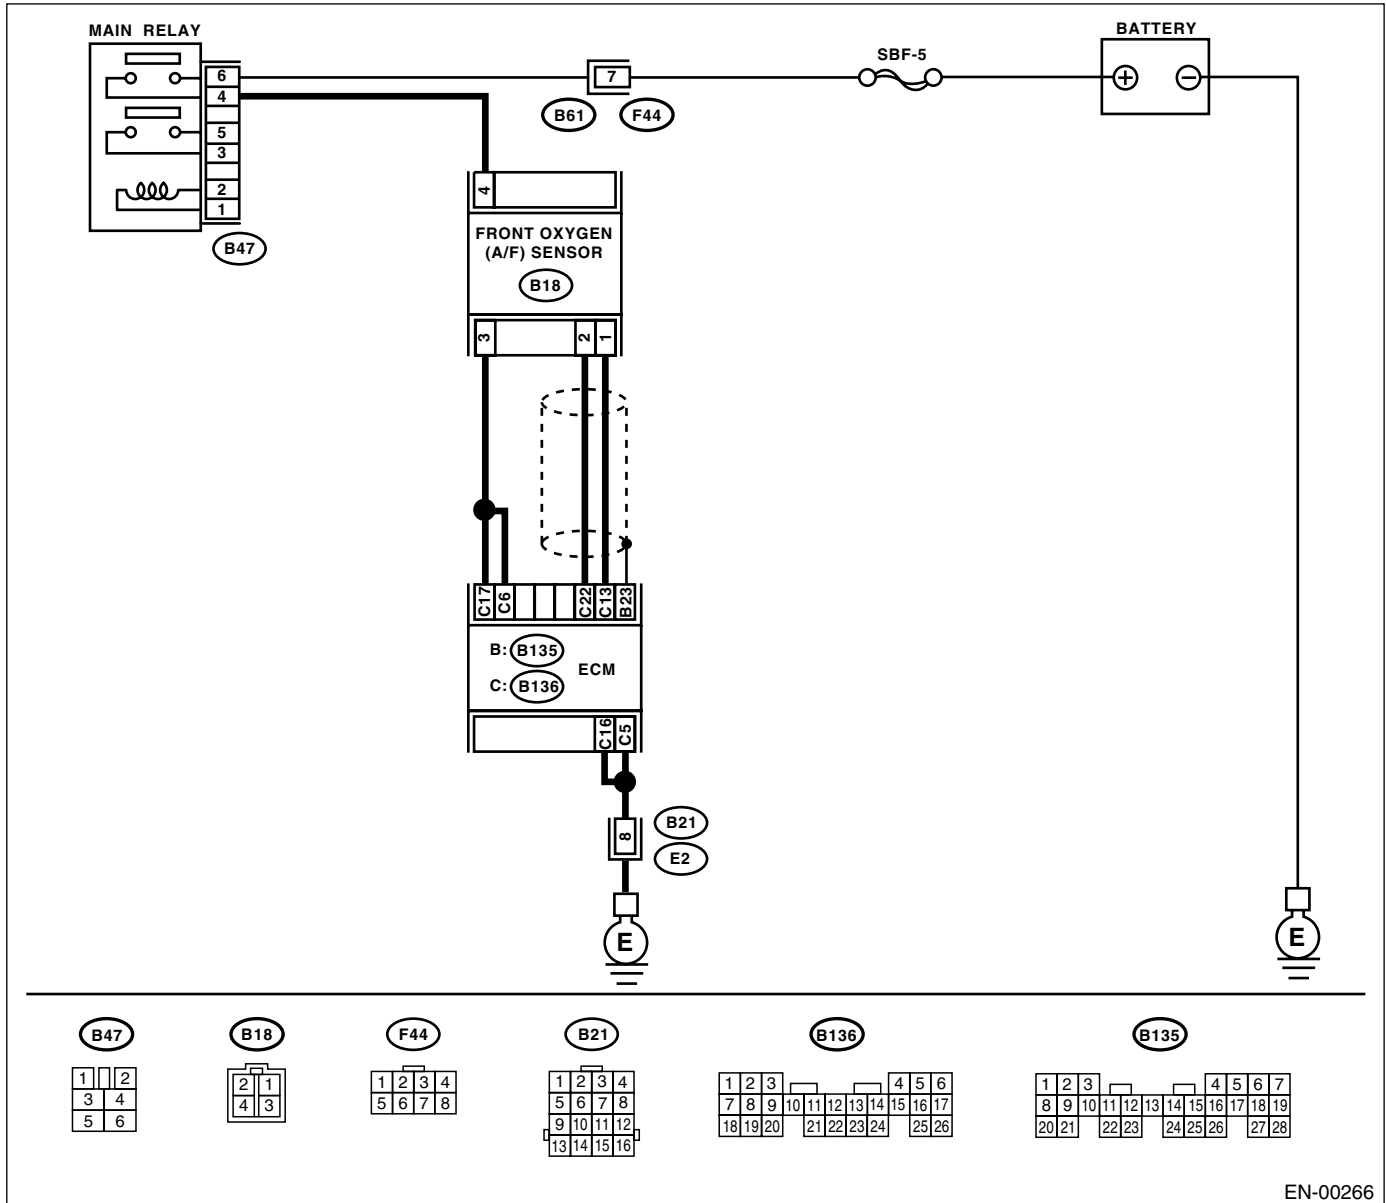 MAIN RELAY
BATTERY
SBF-5
6
4
5
3
2
1
7
+
−
B61
F44
B47
4
FRONT OXYGEN
(A/F) SENSOR
B18
3
2
1
C17
C6
C22
C13
B23
B: B135
ECM
C: B136
C16
C5
8
B21
E2
E
E
B47
B18
F44
B21
B136
B135
1 2
3 4
5 6
2 1
4 3
1 2 3 4
5 6 7 8
1 2 3 4
5 6 7 8
9 10 11 12
13 14 15 16
1 2 3 4 5 6
7 8 9 10 11 12 13 14 15 16 17
18 19 20 21 22 23 24 25 26
1 2 3 4 5 6 7
8 9 10 11 12 13 14 15 16 17 18 19
20 21 22 23 24 25 26 27 28
EN-00266